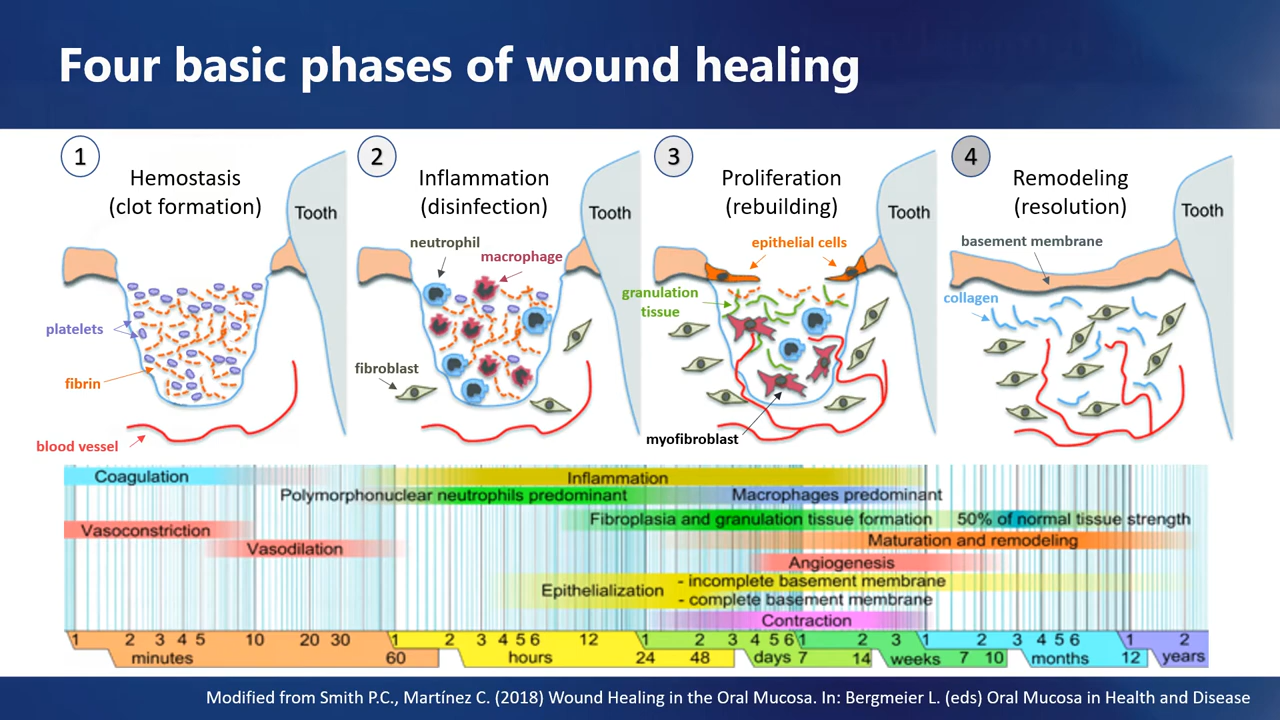 Four basic phases of wound healing
1
Hemostasis
(clot formation)
Tooth
platelets
fibrin
blood vessel
2
Inflammation
(disinfection)
Tooth
neutrophil
macrophage
fibroblast
3
Proliferation
(rebuilding)
Tooth
epithelial cells
granulation
tissue
myofibroblast
4
Remodeling
(resolution)
Tooth
basement membrane
collagen
Coagulation
Inflammation
Polymorphonuclear neutrophils predominant
Macrophages predominant
Fibroplasia and granulation tissue formation
50% of normal tissue strength
Vasoconstriction
Maturation and remodeling
Vasodilation
Angiogenesis
Epithelialization
- incomplete basement membrane
- complete basement membrane
Contraction
1 2 3 4 5 10 20 30 1 2 3 4 5 6 12 1 2 3 4 5 6 1 2 3 1 2 3 4 5 6 1 2
minutes 60 hours 24 48 days 7 14 weeks 7 10 months 12 years
Modified from Smith P.C., Martínez C. (2018) Wound Healing in the Oral Mucosa. In: Bergmeier L. (eds) Oral Mucosa in Health and Disease